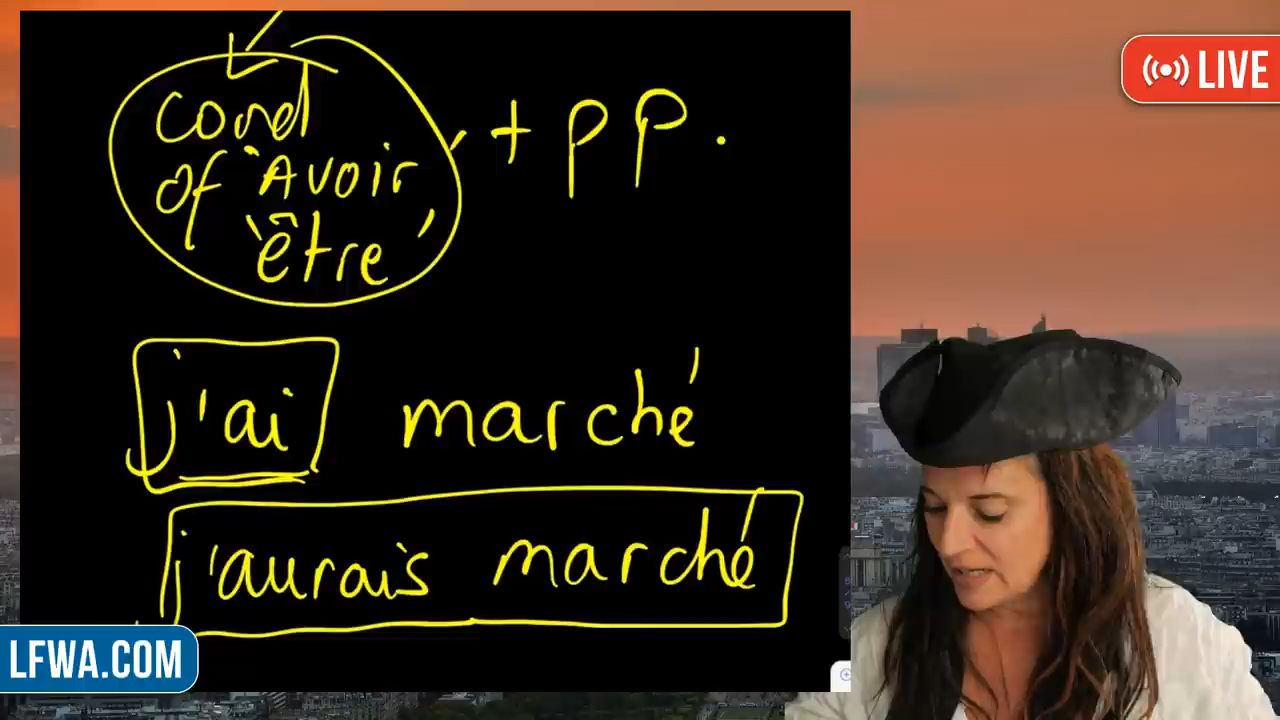 LIVE
cond + pp.
of 'Avoir'
'être'
j'ai marché
j'aurais marché
LFWA.COM